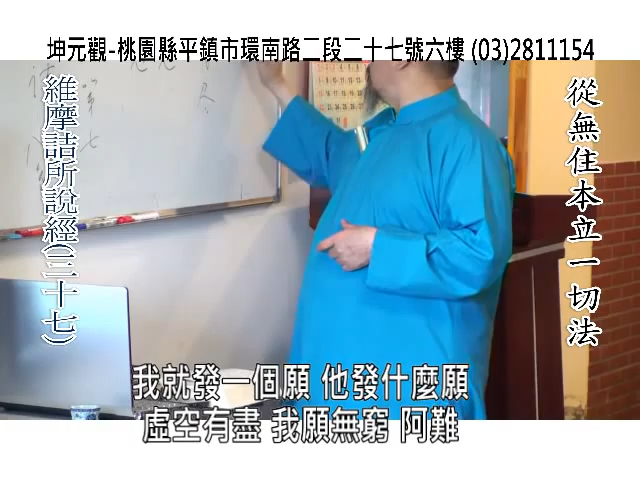 坤元觀-桃園縣平鎮市環南路二段二十七號六樓 (03)2811154
維摩詰所說經(三十七)
從無住本立一切法
我就發一個願 他發什麼願
虛空有盡 我願無窮 阿難